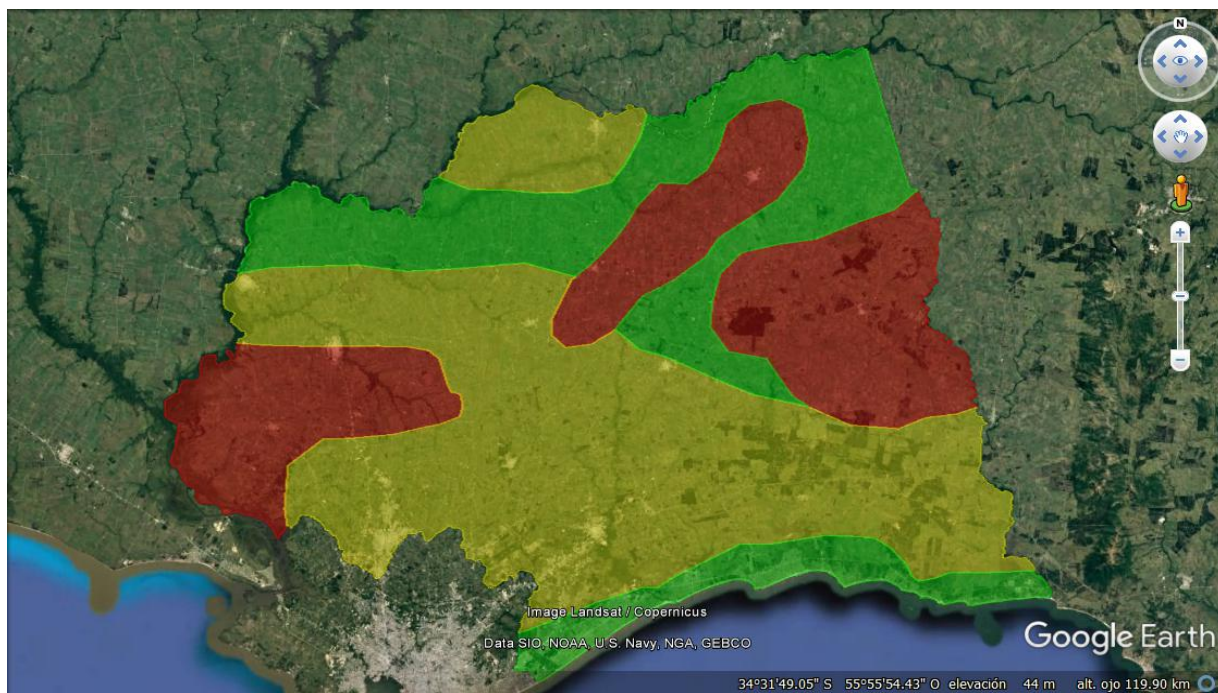 N
Image Landsat / Copernicus
Data SIO, NOAA, U.S. Navy, NGA, GEBCO
Google Earth
34°31'49.05" S 55°55'54.43" O elevación 44 m alt. ojo 119.90 km